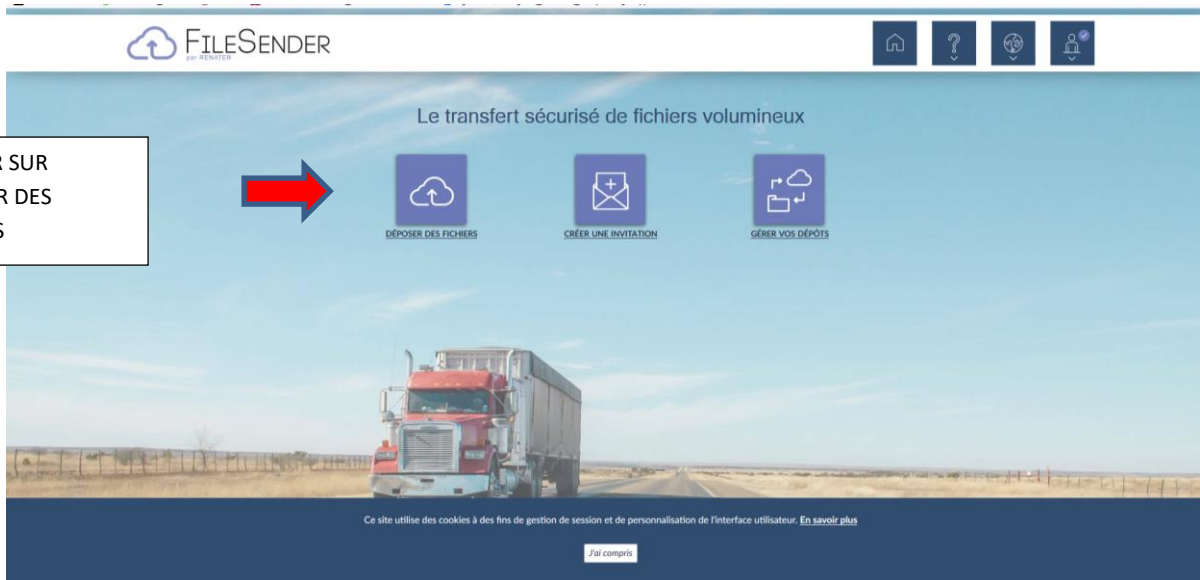 FILESENDER
par RENATER
Le transfert sécurisé de fichiers volumineux
SUR
DES
DÉPOSER DES FICHIERS
CRÉER UNE INVITATION
GÉRER VOS DÉPÔTS
Ce site utilise des cookies à des fins de gestion de session et de personnalisation de l'interface utilisateur. En savoir plus
J'ai compris